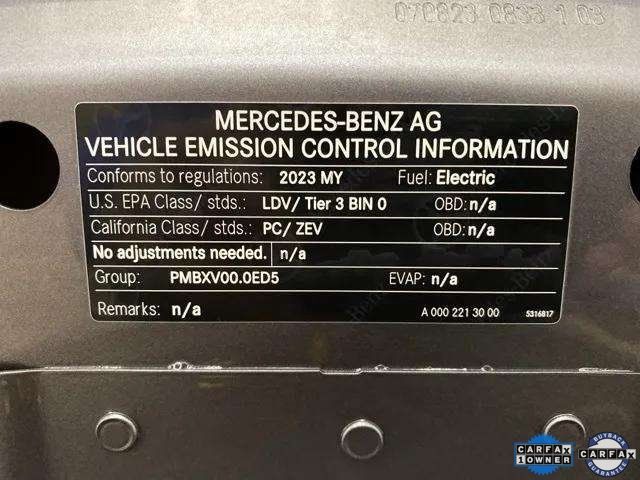 070823 0833 1 03
MERCEDES-BENZ AG
VEHICLE EMISSION CONTROL INFORMATION
Conforms to regulations: 2023 MY Fuel: Electric
U.S. EPA Class/ stds.: LDV/ Tier 3 BIN 0 OBD: n/a
California Class/ stds.: PC/ ZEV OBD: n/a
No adjustments needed. n/a
Group: PMBXV00.0ED5 EVAP: n/a
Remarks: n/a A 000 221 30 00 5316817
CARFAX
1 OWNER
BUYBACK
CARFAX
GUARANTEE